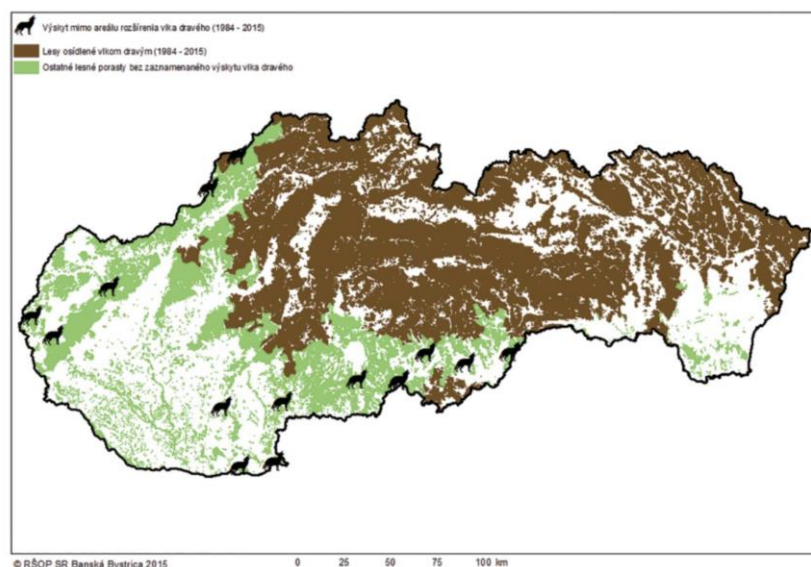 Výskyt mimo areálu rozšírenia vlka dravého (1984 - 2015)
Lesy osídlené vlkom dravým (1984 - 2015)
Ostatné lesné porasty bez zaznamenaného výskytu vlka dravého
© RŠOP SR Banská Bystrica 2015
0 25 50 75 100 km